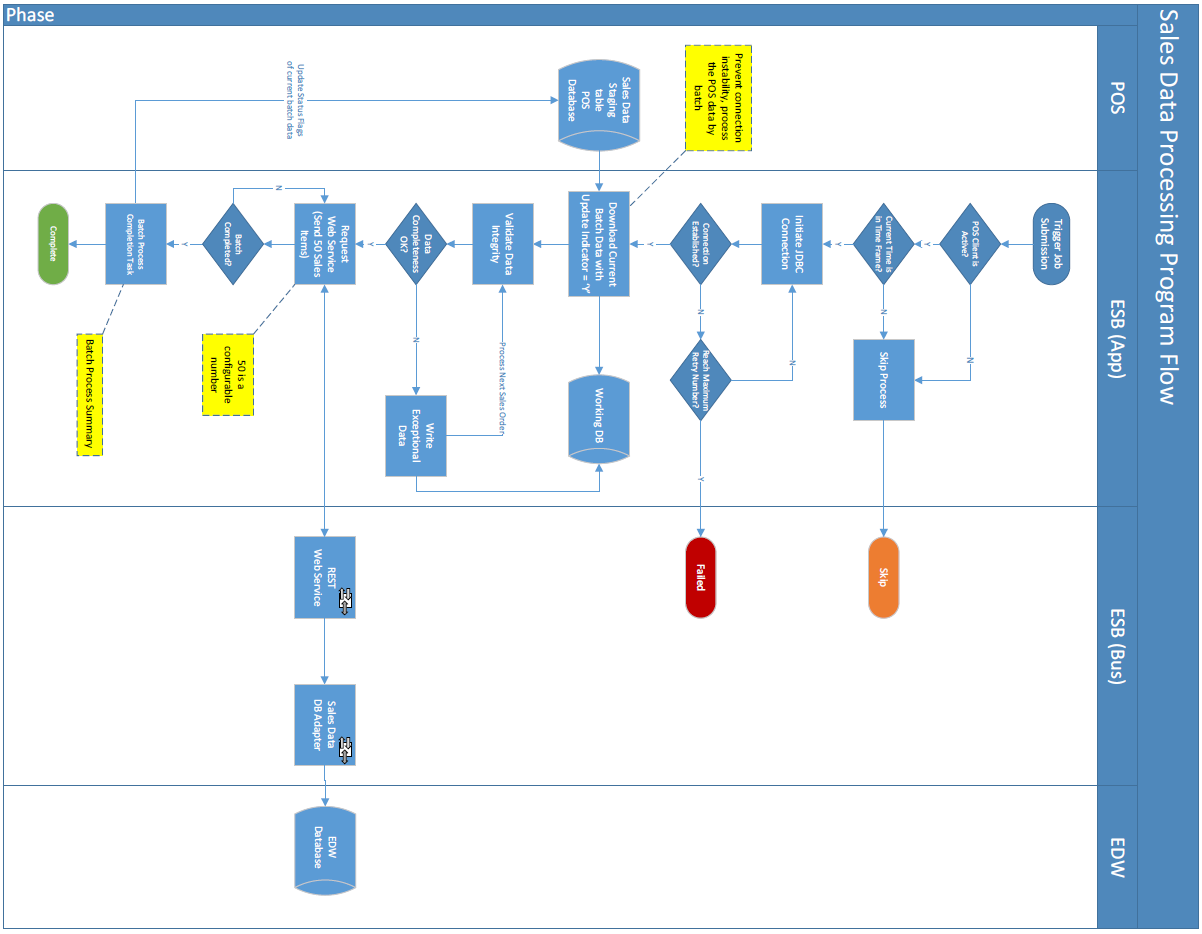 Sales Data Processing Program Flow
Phase
POS
ESB (App)
ESB (Bus)
EDW
Trigger Job
Submission
POS Client is
Active?
Y
N
Current Time is
in Time Frame?
Y
N
Skip Process
Skip
Initiate JDBC
Connection
Connection
Established?
Y
N
Reach Maximum
Retry Number?
N
Y
Failed
Prevent connection
instability, process
the POS data by
batch
Sales Data
Staging
table
POS
Database
Download Current
Batch Data with
Update Indicator = 'Y'
Working DB
Validate Data
Integrity
Process Next Sales Order
Data
Completeness
OK?
Y
N
Write
Exceptional
Data
Request
Web Service
(Send 50 Sales
Items)
50 is a
configurable
number
REST
Web Service
Sales Data
DB Adapter
EDW
Database
Batch
Completed?
N
Y
Update Status Flags
of current batch data
Batch Process
Completion Task
Batch Process Summary
Complete